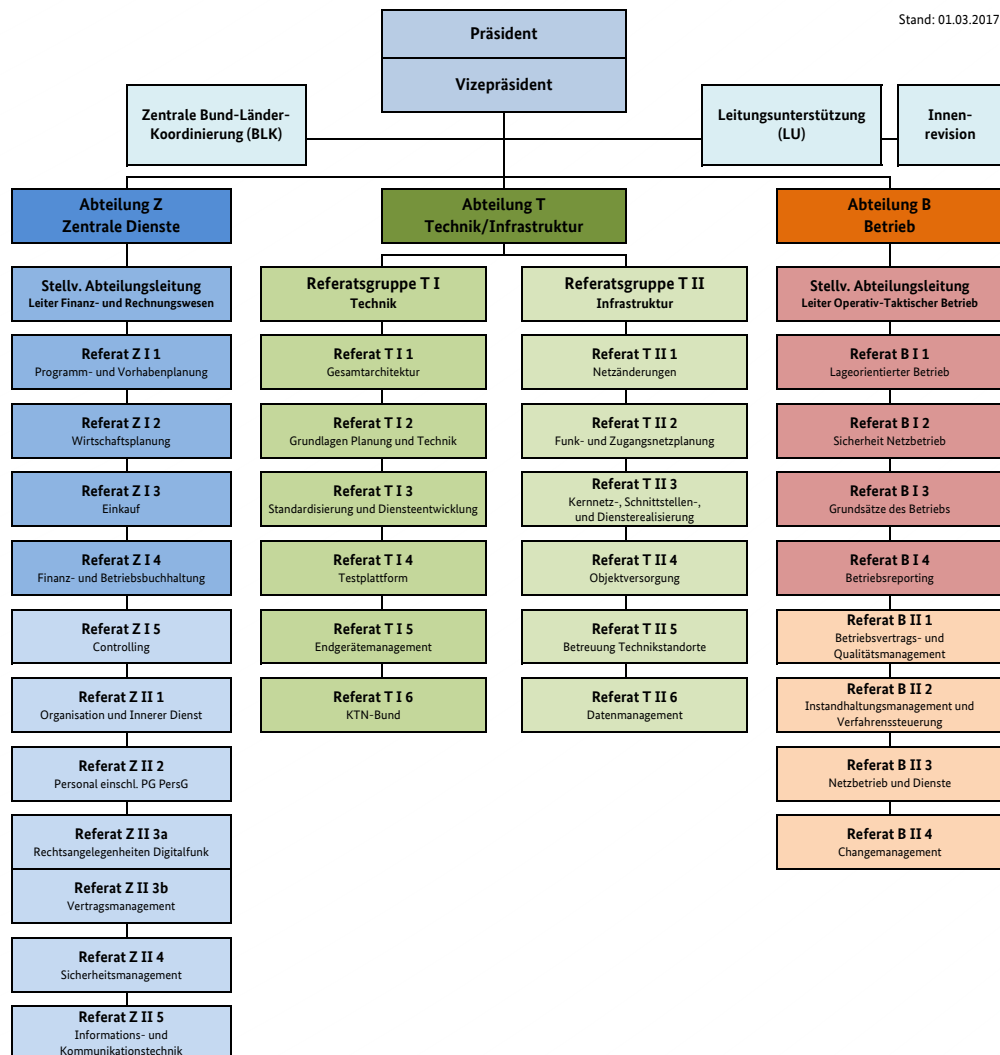 Stand: 01.03.2017
Präsident
Vizepräsident
Zentrale Bund-Länder-
Koordinierung (BLK)
Leitungsunterstützung
(LU)
Innen-
revision
Abteilung Z
Zentrale Dienste
Abteilung T
Technik/Infrastruktur
Abteilung B
Betrieb
Stellv. Abteilungsleitung
Leiter Finanz- und Rechnungswesen
Referat Z I 1
Programm- und Vorhabenplanung
Referat Z I 2
Wirtschaftsplanung
Referat Z I 3
Einkauf
Referat Z I 4
Finanz- und Betriebsbuchhaltung
Referat Z I 5
Controlling
Referat Z II 1
Organisation und Innerer Dienst
Referat Z II 2
Personal einschl. PG PersG
Referat Z II 3a
Rechtsangelegenheiten Digitalfunk
Referat Z II 3b
Vertragsmanagement
Referat Z II 4
Sicherheitsmanagement
Referat Z II 5
Informations- und
Kommunikationstechnik
Referatsgruppe T I
Technik
Referat T I 1
Gesamtarchitektur
Referat T I 2
Grundlagen Planung und Technik
Referat T I 3
Standardisierung und Diensteentwicklung
Referat T I 4
Testplattform
Referat T I 5
Endgerätemanagement
Referat T I 6
KTN-Bund
Referatsgruppe T II
Infrastruktur
Referat T II 1
Netzänderungen
Referat T II 2
Funk- und Zugangsnetzplanung
Referat T II 3
Kernnetz-, Schnittstellen-,
und Diensterealisierung
Referat T II 4
Objektversorgung
Referat T II 5
Betreuung Technikstandorte
Referat T II 6
Datenmanagement
Stellv. Abteilungsleitung
Leiter Operativ-Taktischer Betrieb
Referat B I 1
Lageorientierter Betrieb
Referat B I 2
Sicherheit Netzbetrieb
Referat B I 3
Grundsätze des Betriebs
Referat B I 4
Betriebsreporting
Referat B II 1
Betriebsvertrags- und
Qualitätsmanagement
Referat B II 2
Instandhaltungsmanagement und
Verfahrenssteuerung
Referat B II 3
Netzbetrieb und Dienste
Referat B II 4
Changemanagement